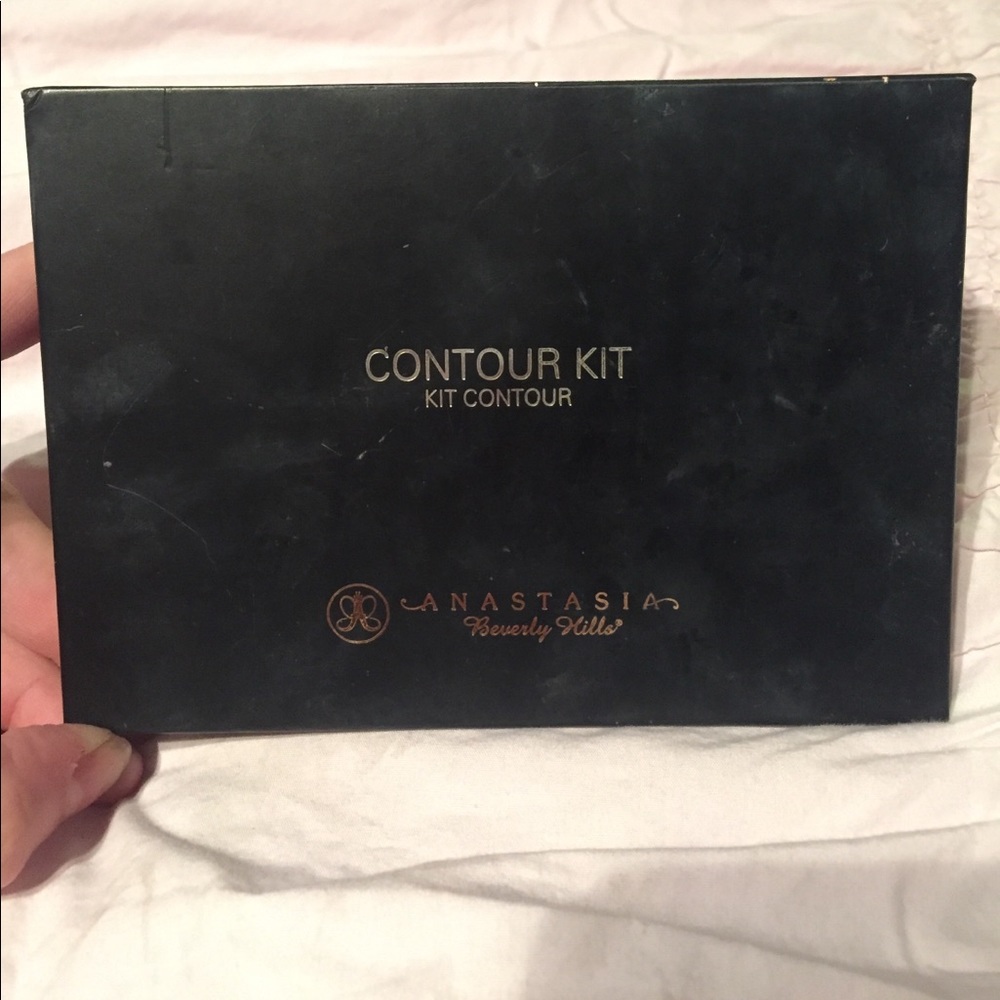 CONTOUR KIT
KIT CONTOUR
ANASTASIA
Beverly Hills®